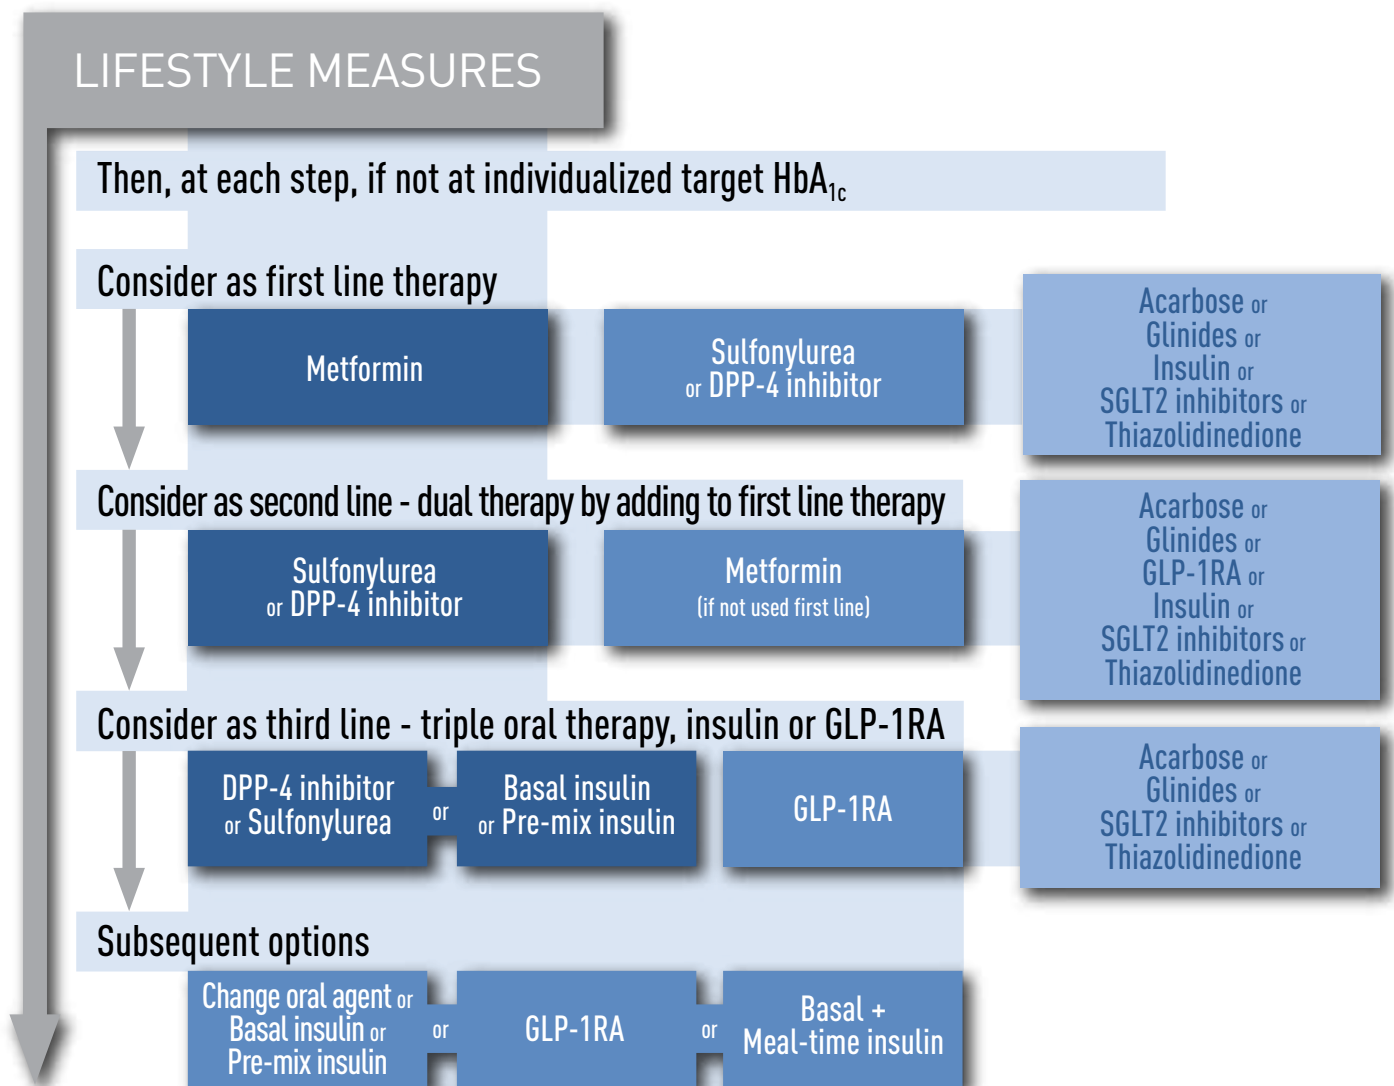 LIFESTYLE MEASURES
Then, at each step, if not at individualized target HbA1c
Consider as first line therapy
Metformin
Sulfonylurea
or DPP-4 inhibitor
Acarbose or
Glinides or
Insulin or
SGLT2 inhibitors or
Thiazolidinedione
Consider as second line - dual therapy by adding to first line therapy
Sulfonylurea
or DPP-4 inhibitor
Metformin
(if not used first line)
Acarbose or
Glinides or
GLP-1RA or
Insulin or
SGLT2 inhibitors or
Thiazolidinedione
Consider as third line - triple oral therapy, insulin or GLP-1RA
DPP-4 inhibitor
or Sulfonylurea
or
Basal insulin
or Pre-mix insulin
GLP-1RA
Acarbose or
Glinides or
SGLT2 inhibitors or
Thiazolidinedione
Subsequent options
Change oral agent or
Basal insulin or
Pre-mix insulin
or
GLP-1RA
or
Basal +
Meal-time insulin